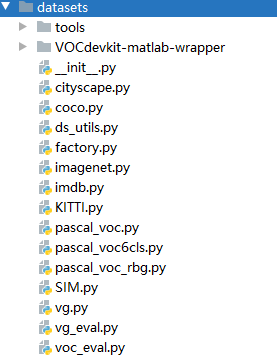 datasets
tools
VOCdevkit-matlab-wrapper
__init__.py
cityscape.py
coco.py
ds_utils.py
factory.py
imagenet.py
imdb.py
KITTI.py
pascal_voc.py
pascal_voc6cls.py
pascal_voc_rbg.py
SIM.py
vg.py
vg_eval.py
voc_eval.py